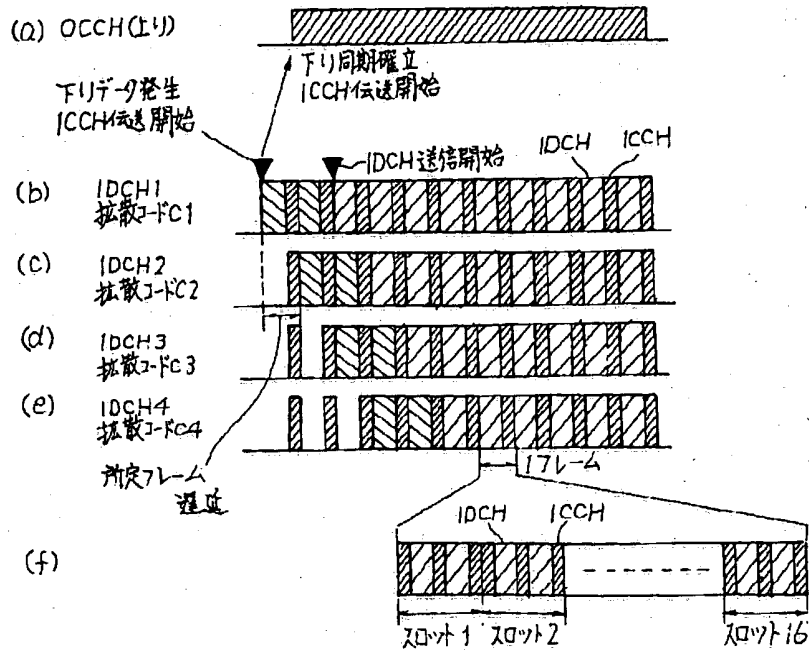 (a) OCCH(上り)
下り同期確立
ICCH伝送開始
下りデータ発生
ICCH伝送開始
IDCH送信開始
IDCH ICCH
(b) IDCH1
拡散コードC1
(c) IDCH2
拡散コードC2
(d) IDCH3
拡散コードC3
(e) IDCH4
拡散コードC4
1フレーム
所定フレーム
遅延
IDCH ICCH
(f)
スロット1 スロット2 スロット16